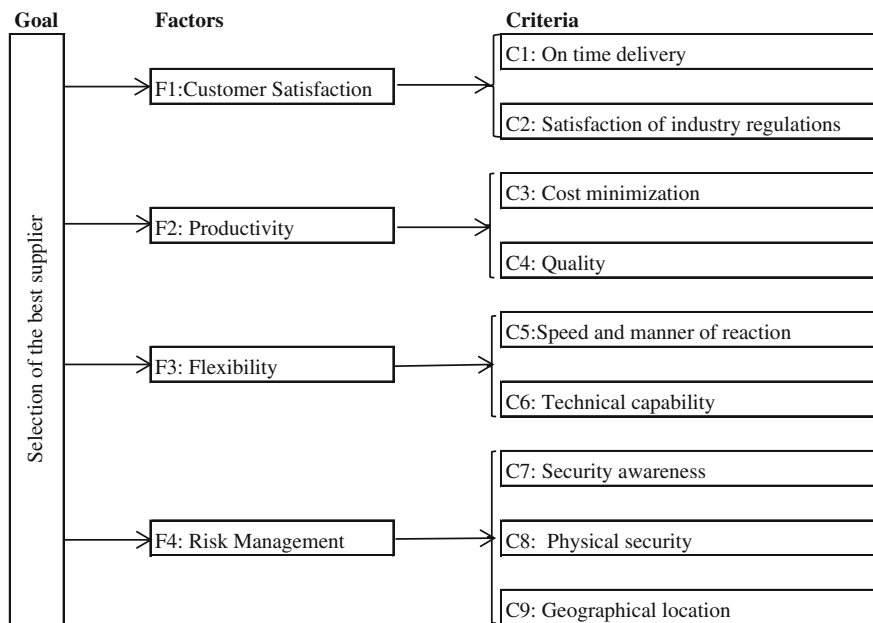 Goal
Factors
Criteria
Selection of the best supplier
F1:Customer Satisfaction
C1: On time delivery
C2: Satisfaction of industry regulations
F2: Productivity
C3: Cost minimization
C4: Quality
F3: Flexibility
C5:Speed and manner of reaction
C6: Technical capability
F4: Risk Management
C7: Security awareness
C8:  Physical security
C9: Geographical location